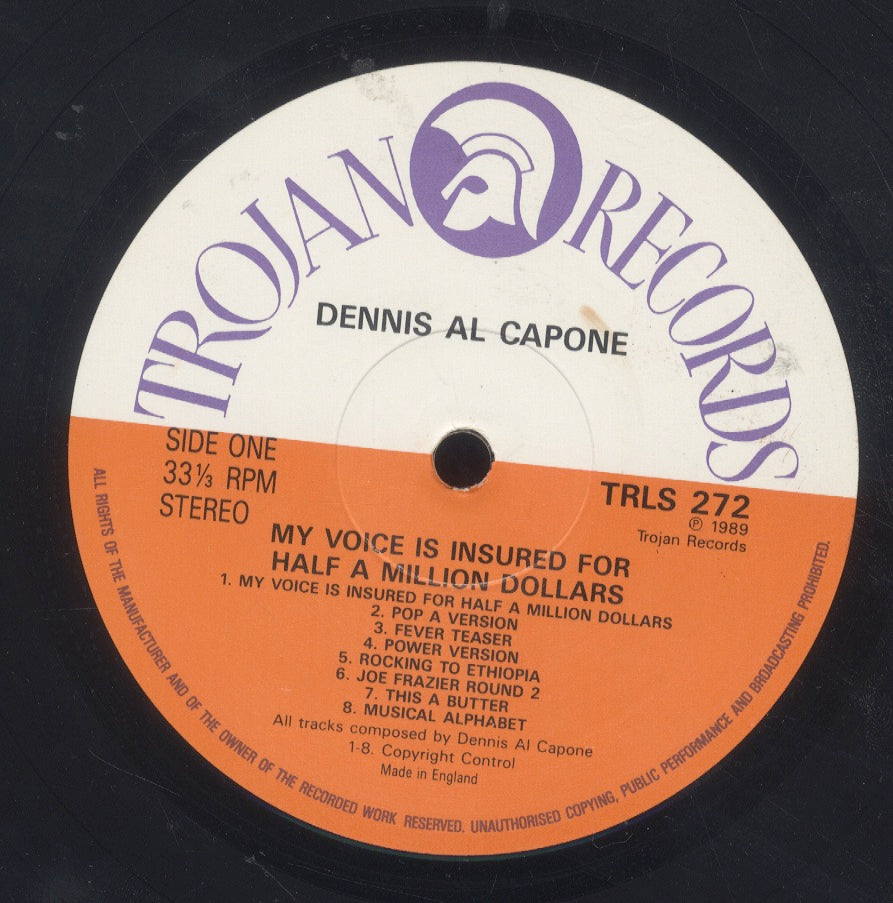 TROJAN RECORDS
DENNIS AL CAPONE
SIDE ONE
33⅓ RPM
STEREO
TRLS 272
℗ 1989
Trojan Records
MY VOICE IS INSURED FOR
HALF A MILLION DOLLARS
1. MY VOICE IS INSURED FOR HALF A MILLION DOLLARS
2. POP A VERSION
3. FEVER TEASER
4. POWER VERSION
5. ROCKING TO ETHIOPIA
6. JOE FRAZIER ROUND 2
7. THIS A BUTTER
8. MUSICAL ALPHABET
All tracks composed by Dennis Al Capone
1-8. Copyright Control
Made in England
ALL RIGHTS OF THE MANUFACTURER AND OF THE OWNER OF THE RECORDED WORK RESERVED. UNAUTHORISED COPYING, PUBLIC PERFORMANCE AND BROADCASTING PROHIBITED.